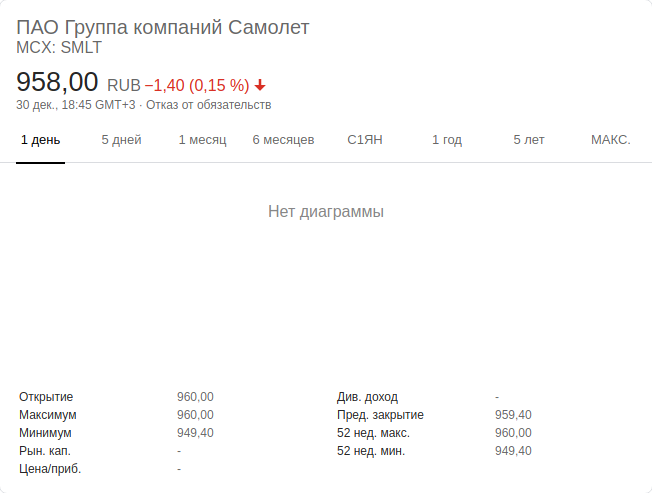 ПАО Группа компаний Самолет
MCX: SMLT
958,00 RUB −1,40 (0,15 %)
30 дек., 18:45 GMT+3 · Отказ от обязательств
1 день 5 дней 1 месяц 6 месяцев С1ЯН 1 год 5 лет МАКС.
Нет диаграммы
Открытие 960,00 Див. доход -
Максимум 960,00 Пред. закрытие 959,40
Минимум 949,40 52 нед. макс. 960,00
Рын. кап. - 52 нед. мин. 949,40
Цена/приб. -